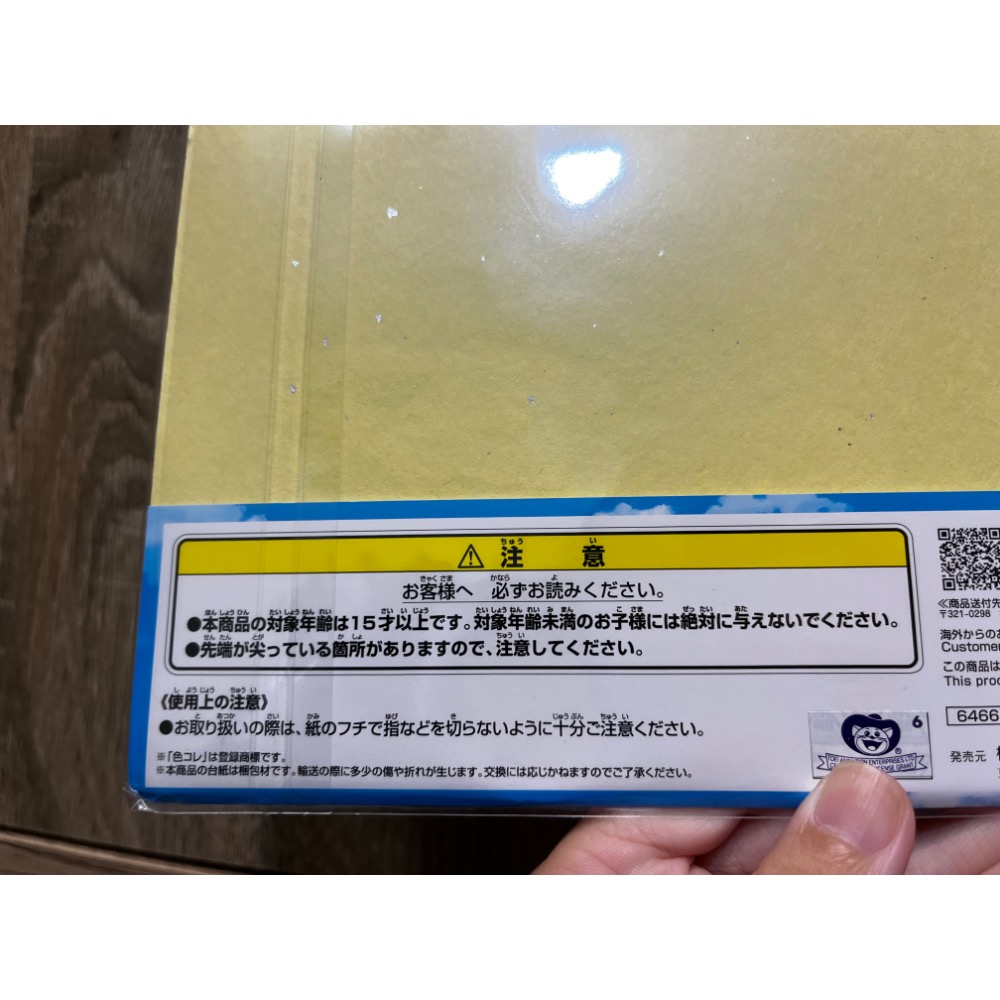 ⚠注意
お客様へ 必ずお読みください。
●本商品の対象年齢は15才以上です。対象年齢未満のお子様には絶対に与えないでください。
●先端が尖っている箇所がありますので、注意してください。
《使用上の注意》
●お取り扱いの際は、紙のフチで指などを切らないように十分ご注意ください。
※「色コレ」は登録商標です。
※本商品の台紙は梱包材です。輸送の際に多少の傷や折れが生じます。交換には応じかねますのでご了承ください。
≪商品送付先
〒321-0298
海外からのお
Customer
この商品は
This prod
6466
発売元
6
®
ENTERPRISES LTD